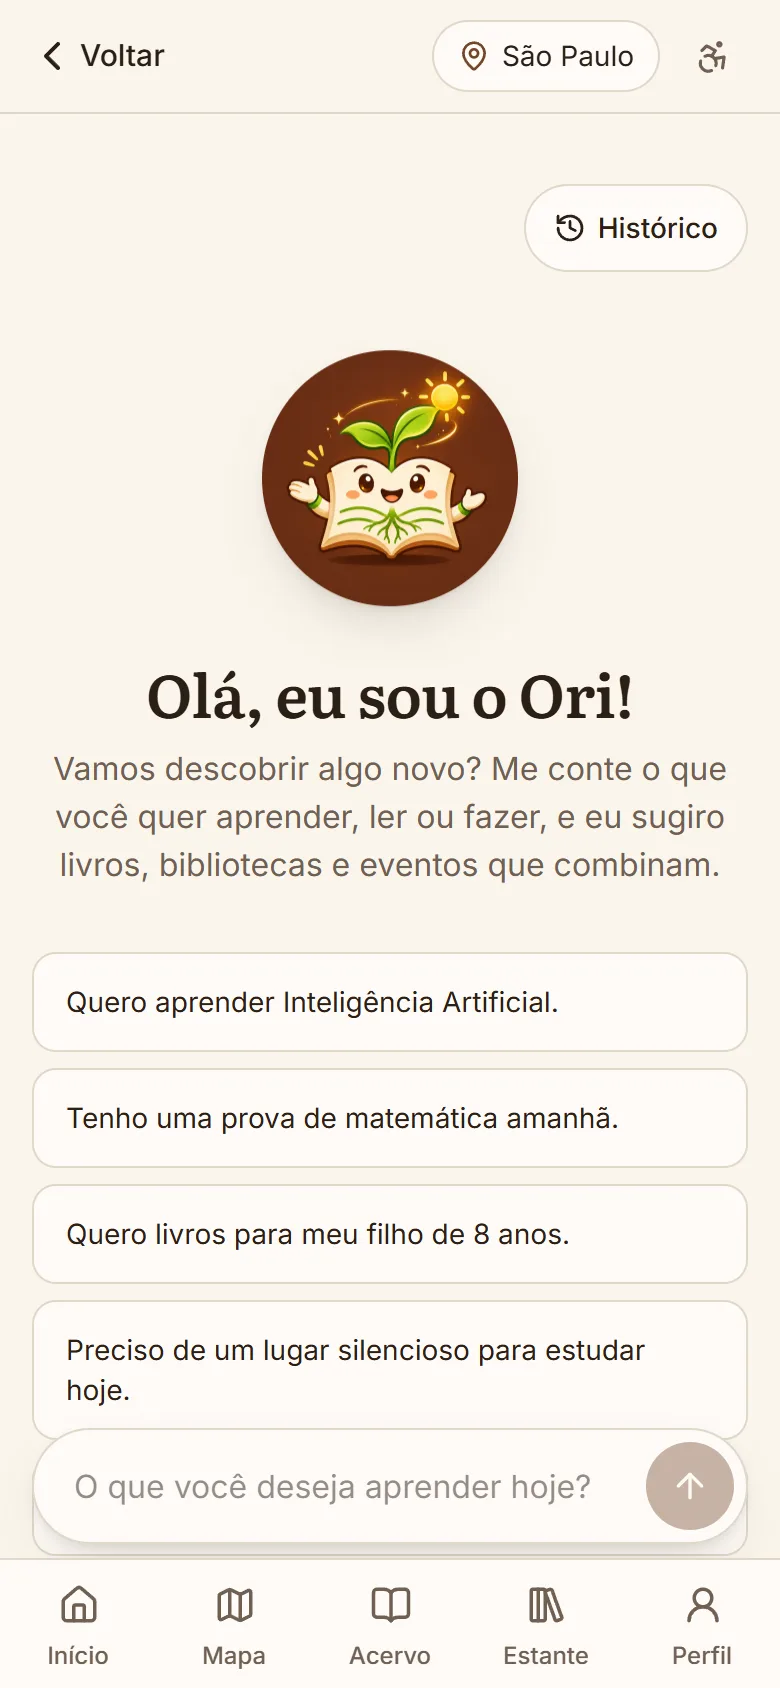 Voltar
São Paulo
Histórico
Olá, eu sou o Ori!
Vamos descobrir algo novo? Me conte o que
você quer aprender, ler ou fazer, e eu sugiro
livros, bibliotecas e eventos que combinam.
Quero aprender Inteligência Artificial.
Tenho uma prova de matemática amanhã.
Quero livros para meu filho de 8 anos.
Preciso de um lugar silencioso para estudar
hoje.
O que você deseja aprender hoje?
Início
Mapa
Acervo
Estante
Perfil